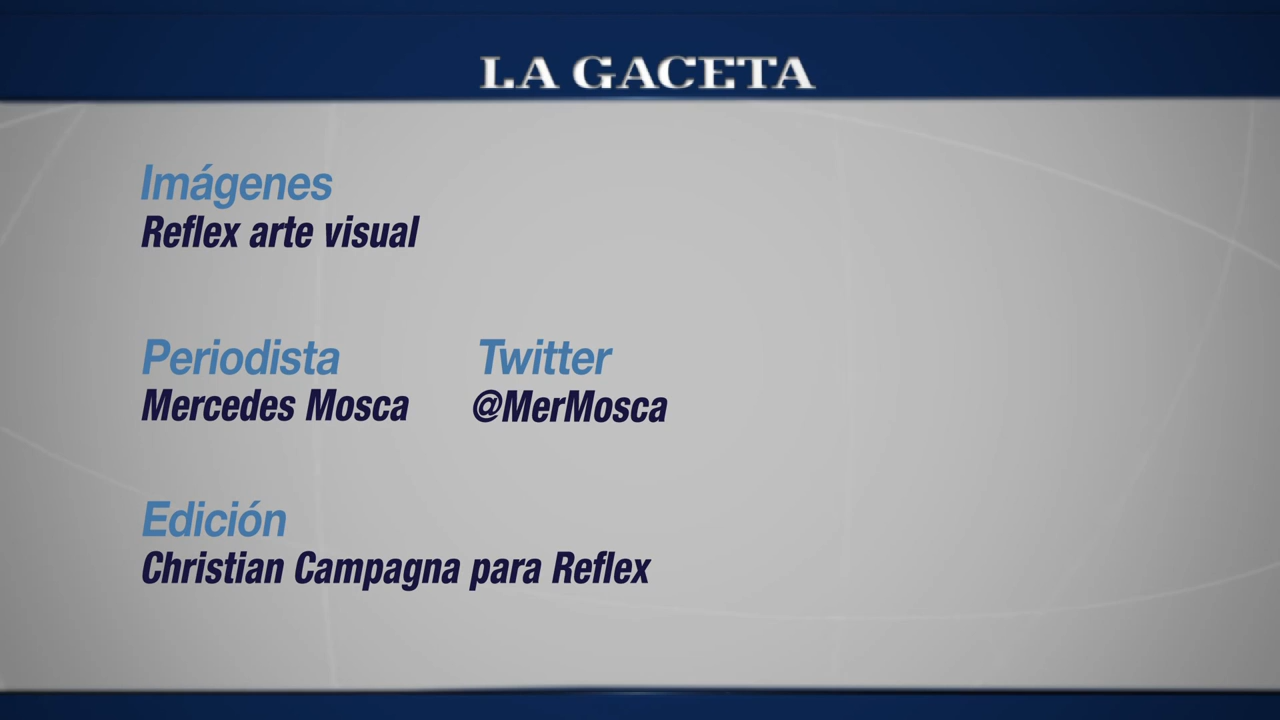 LA GACETA
Imágenes
Reflex arte visual
Periodista
Mercedes Mosca
Twitter
@MerMosca
Edición
Christian Campagna para Reflex